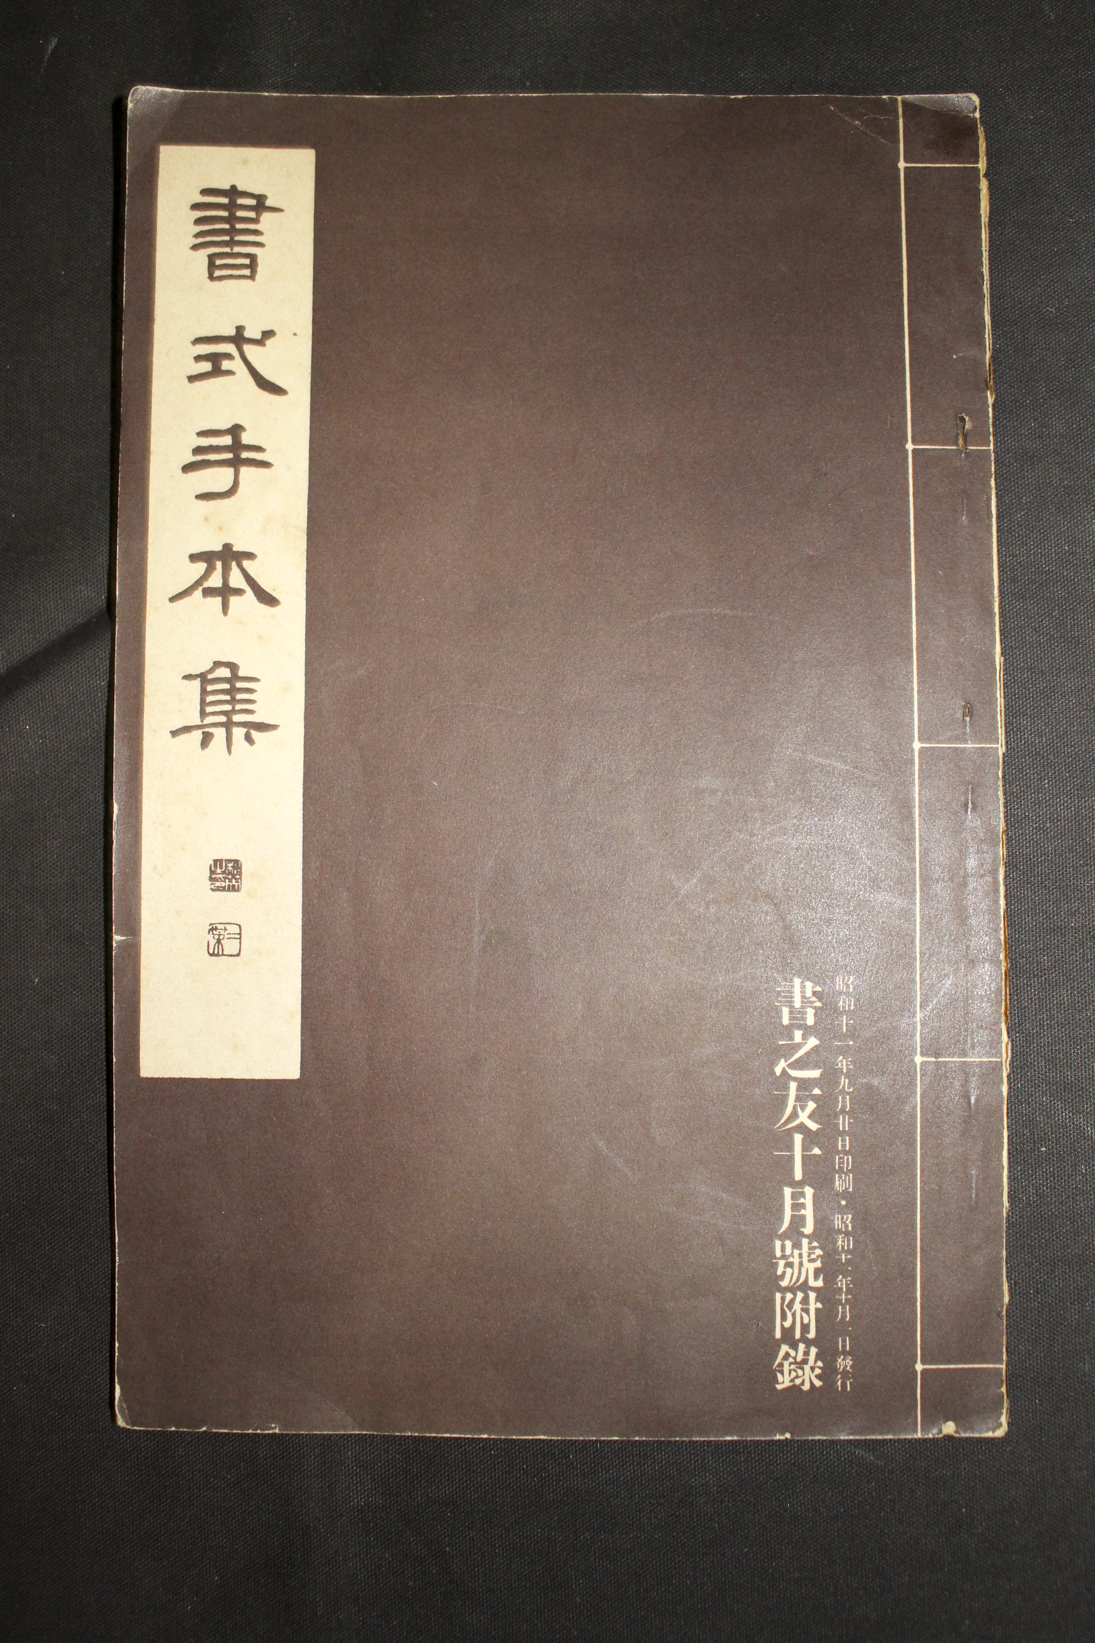 昭和十一年九月廿日印刷・昭和十一年十月一日發行
書之友十月號附錄
書式手本集